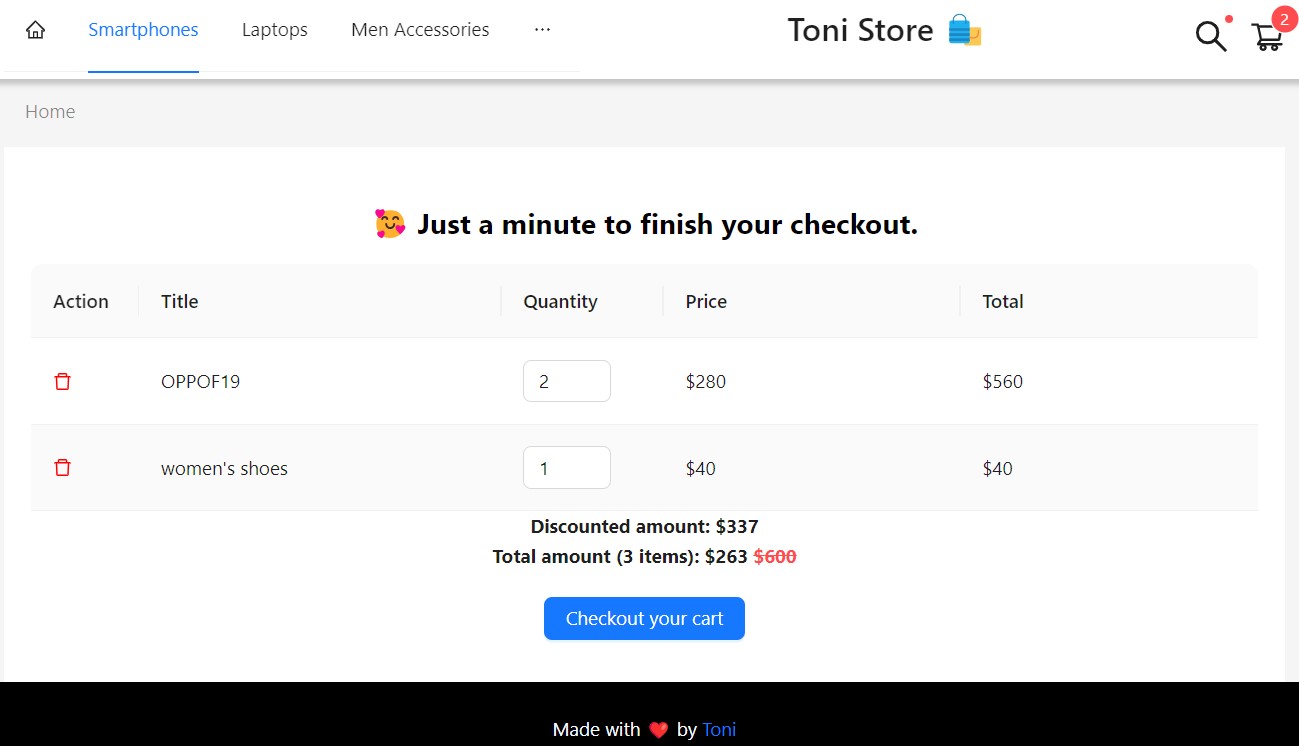 Smartphones Laptops Men Accessories ··· Toni Store 2
Home
🥰 Just a minute to finish your checkout.
Action Title Quantity Price Total
OPPOF19 2 $280 $560
women's shoes 1 $40 $40
Discounted amount: $337
Total amount (3 items): $263 $600
Checkout your cart
Made with ❤️ by Toni